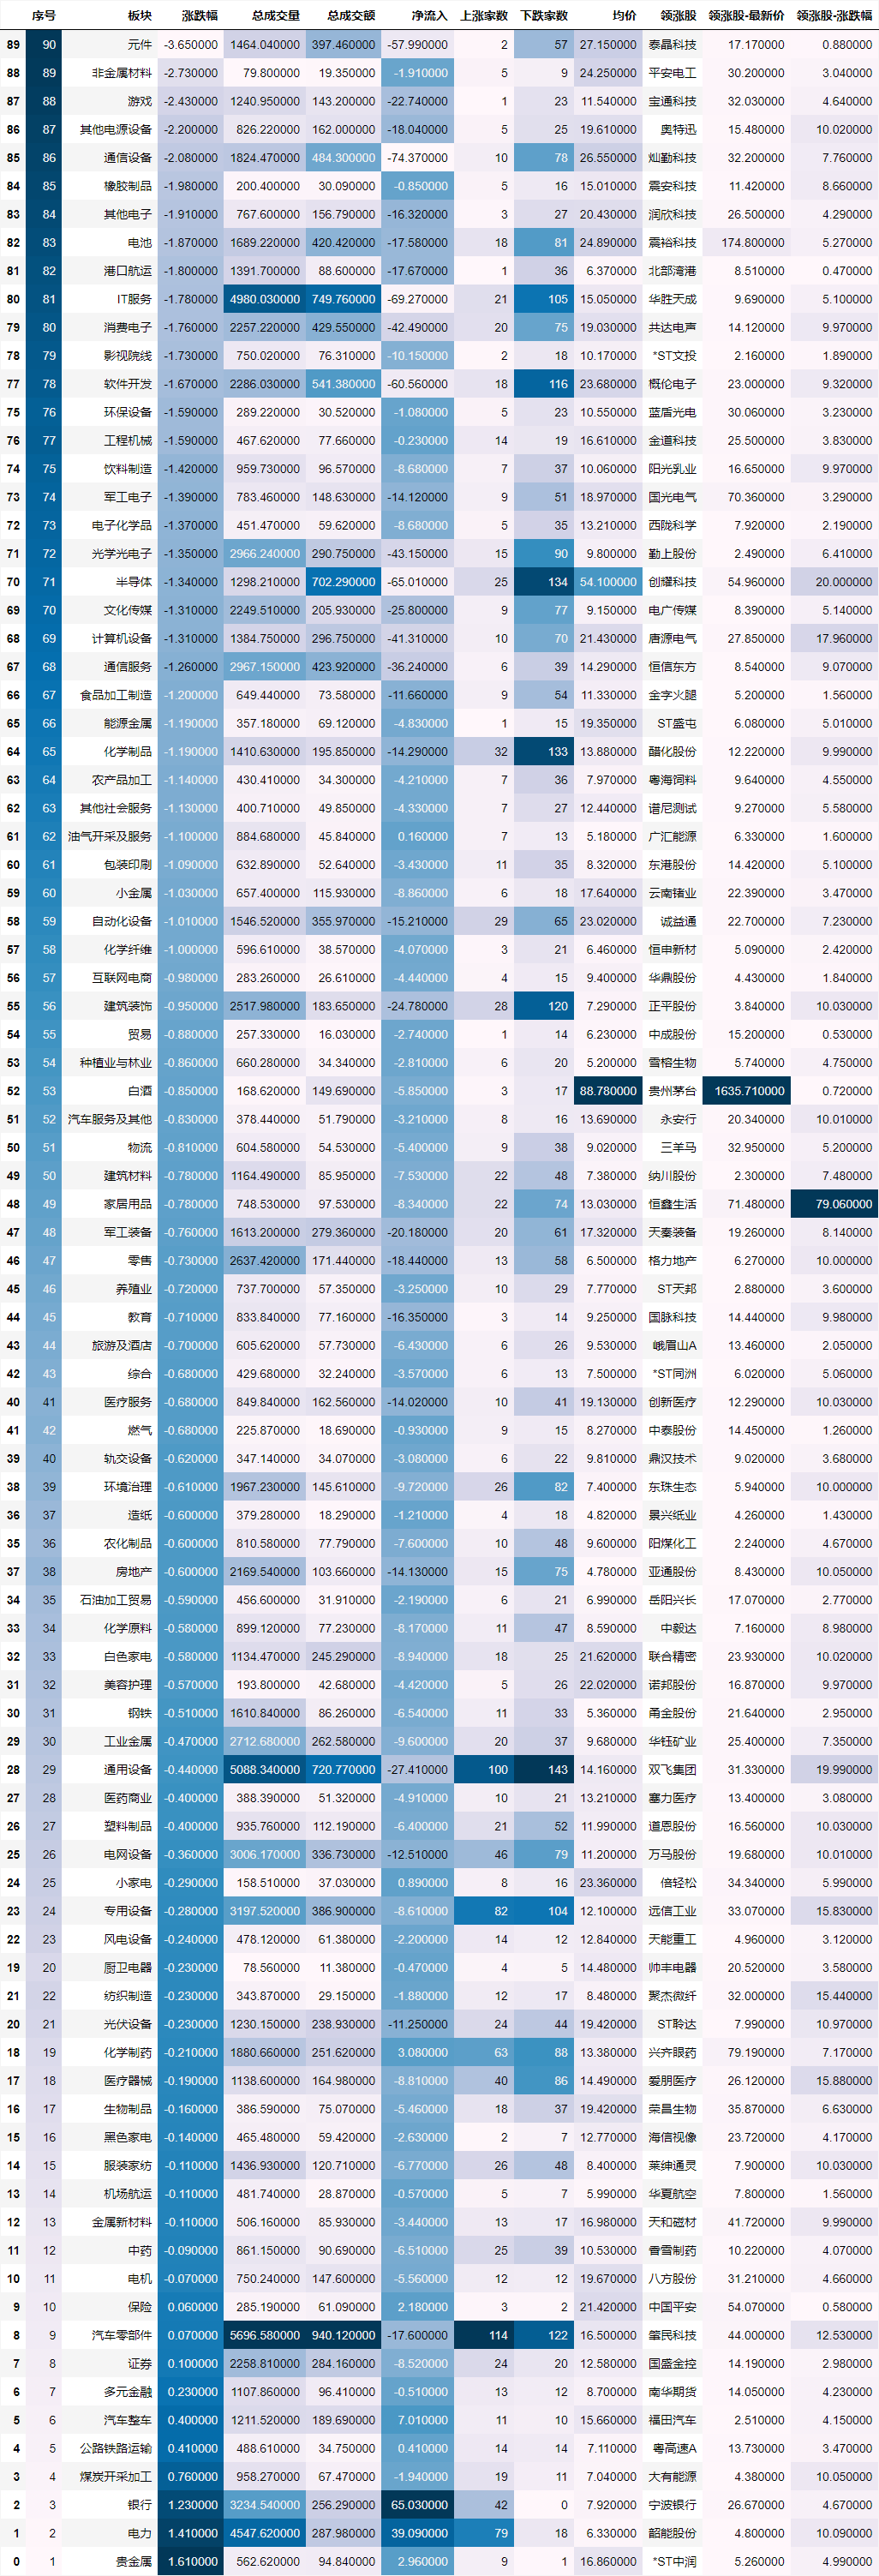 序号 板块 涨跌幅 总成交量 总成交额 净流入 上涨家数 下跌家数 均价 领涨股 领涨股-最新价 领涨股-涨跌幅
89 90 元件 -3.650000 1464.040000 397.460000 -57.990000 2 57 27.150000 泰晶科技 17.170000 0.880000
88 89 非金属材料 -2.730000 79.800000 19.350000 -1.910000 5 9 24.250000 平安电工 30.200000 3.040000
87 88 游戏 -2.430000 1240.950000 143.200000 -22.740000 1 23 11.540000 宝通科技 32.030000 4.640000
86 87 其他电源设备 -2.200000 826.220000 162.000000 -18.040000 5 25 19.610000 奥特迅 15.480000 10.020000
85 86 通信设备 -2.080000 1824.470000 484.300000 -74.370000 10 78 26.550000 灿勤科技 32.200000 7.760000
84 85 橡胶制品 -1.980000 200.400000 30.090000 -0.850000 5 16 15.010000 震安科技 11.420000 8.660000
83 84 其他电子 -1.910000 767.600000 156.790000 -16.320000 3 27 20.430000 润欣科技 26.500000 4.290000
82 83 电池 -1.870000 1689.220000 420.420000 -17.580000 18 81 24.890000 震裕科技 174.800000 5.270000
81 82 港口航运 -1.800000 1391.700000 88.600000 -17.670000 1 36 6.370000 北部湾港 8.510000 0.470000
80 81 IT服务 -1.780000 4980.030000 749.760000 -69.270000 21 105 15.050000 华胜天成 9.690000 5.100000
79 80 消费电子 -1.760000 2257.220000 429.550000 -42.490000 20 75 19.030000 共达电声 14.120000 9.970000
78 79 影视院线 -1.730000 750.020000 76.310000 -10.150000 2 18 10.170000 *ST文投 2.160000 1.890000
77 78 软件开发 -1.670000 2286.030000 541.380000 -60.560000 18 116 23.680000 概伦电子 23.000000 9.320000
75 76 环保设备 -1.590000 289.220000 30.520000 -1.080000 5 23 10.550000 蓝盾光电 30.060000 3.230000
76 77 工程机械 -1.590000 467.620000 77.660000 -0.230000 14 19 16.610000 金道科技 25.500000 3.830000
74 75 饮料制造 -1.420000 959.730000 96.570000 -8.680000 7 37 10.060000 阳光乳业 16.650000 9.970000
73 74 军工电子 -1.390000 783.460000 148.630000 -14.120000 9 51 18.970000 国光电气 70.360000 3.290000
72 73 电子化学品 -1.370000 451.470000 59.620000 -8.680000 5 35 13.210000 西陇科学 7.920000 2.190000
71 72 光学光电子 -1.350000 2966.240000 290.750000 -43.150000 15 90 9.800000 勤上股份 2.490000 6.410000
70 71 半导体 -1.340000 1298.210000 702.290000 -65.010000 25 134 54.100000 创耀科技 54.960000 20.000000
69 70 文化传媒 -1.310000 2249.510000 205.930000 -25.800000 9 77 9.150000 电广传媒 8.390000 5.140000
68 69 计算机设备 -1.310000 1384.750000 296.750000 -41.310000 10 70 21.430000 唐源电气 27.850000 17.960000
67 68 通信服务 -1.260000 2967.150000 423.920000 -36.240000 6 39 14.290000 恒信东方 8.540000 9.070000
66 67 食品加工制造 -1.200000 649.440000 73.580000 -11.660000 9 54 11.330000 金字火腿 5.200000 1.560000
65 66 能源金属 -1.190000 357.180000 69.120000 -4.830000 1 15 19.350000 ST盛屯 6.080000 5.010000
64 65 化学制品 -1.190000 1410.630000 195.850000 -14.290000 32 133 13.880000 醋化股份 12.220000 9.990000
63 64 农产品加工 -1.140000 430.410000 34.300000 -4.210000 7 36 7.970000 粤海饲料 9.640000 4.550000
62 63 其他社会服务 -1.130000 400.710000 49.850000 -4.330000 7 27 12.440000 谱尼测试 9.270000 5.580000
61 62 油气开采及服务 -1.100000 884.680000 45.840000 0.160000 7 13 5.180000 广汇能源 6.330000 1.600000
60 61 包装印刷 -1.090000 632.890000 52.640000 -3.430000 11 35 8.320000 东港股份 14.420000 5.100000
59 60 小金属 -1.030000 657.400000 115.930000 -8.860000 6 18 17.640000 云南锗业 22.390000 3.470000
58 59 自动化设备 -1.010000 1546.520000 355.970000 -15.210000 29 65 23.020000 诚益通 22.700000 7.230000
57 58 化学纤维 -1.000000 596.610000 38.570000 -4.070000 3 21 6.460000 恒申新材 5.090000 2.420000
56 57 互联网电商 -0.980000 283.260000 26.610000 -4.440000 4 15 9.400000 华鼎股份 4.430000 1.840000
55 56 建筑装饰 -0.950000 2517.980000 183.650000 -24.780000 28 120 7.290000 正平股份 3.840000 10.030000
54 55 贸易 -0.880000 257.330000 16.030000 -2.740000 1 14 6.230000 中成股份 15.200000 0.530000
53 54 种植业与林业 -0.860000 660.280000 34.340000 -2.810000 6 20 5.200000 雪榕生物 5.740000 4.750000
52 53 白酒 -0.850000 168.620000 149.690000 -5.850000 3 17 88.780000 贵州茅台 1635.710000 0.720000
51 52 汽车服务及其他 -0.830000 378.440000 51.790000 -3.210000 8 16 13.690000 永安行 20.340000 10.010000
50 51 物流 -0.810000 604.580000 54.530000 -5.400000 9 38 9.020000 三羊马 32.950000 5.200000
49 50 建筑材料 -0.780000 1164.490000 85.950000 -7.530000 22 48 7.380000 纳川股份 2.300000 7.480000
48 49 家居用品 -0.780000 748.530000 97.530000 -8.340000 22 74 13.030000 恒鑫生活 71.480000 79.060000
47 48 军工装备 -0.760000 1613.200000 279.360000 -20.180000 20 61 17.320000 天秦装备 19.260000 8.140000
46 47 零售 -0.730000 2637.420000 171.440000 -18.440000 13 58 6.500000 格力地产 6.270000 10.000000
45 46 养殖业 -0.720000 737.700000 57.350000 -3.250000 10 29 7.770000 ST天邦 2.880000 3.600000
44 45 教育 -0.710000 833.840000 77.160000 -16.350000 3 14 9.250000 国脉科技 14.440000 9.980000
43 44 旅游及酒店 -0.700000 605.620000 57.730000 -6.430000 6 26 9.530000 峨眉山A 13.460000 2.050000
42 43 综合 -0.680000 429.680000 32.240000 -3.570000 6 13 7.500000 *ST同洲 6.020000 5.060000
40 41 医疗服务 -0.680000 849.840000 162.560000 -14.020000 10 41 19.130000 创新医疗 12.290000 10.030000
41 42 燃气 -0.680000 225.870000 18.690000 -0.930000 9 15 8.270000 中泰股份 14.450000 1.260000
39 40 轨交设备 -0.620000 347.140000 34.070000 -3.080000 6 22 9.810000 鼎汉技术 9.020000 3.680000
38 39 环境治理 -0.610000 1967.230000 145.610000 -9.720000 26 82 7.400000 东珠生态 5.940000 10.000000
36 37 造纸 -0.600000 379.280000 18.290000 -1.210000 4 18 4.820000 景兴纸业 4.260000 1.430000
35 36 农化制品 -0.600000 810.580000 77.790000 -7.600000 10 48 9.600000 阳煤化工 2.240000 4.670000
37 38 房地产 -0.600000 2169.540000 103.660000 -14.130000 15 75 4.780000 亚通股份 8.430000 10.050000
34 35 石油加工贸易 -0.590000 456.600000 31.910000 -2.190000 6 21 6.990000 岳阳兴长 17.070000 2.770000
33 34 化学原料 -0.580000 899.120000 77.230000 -8.170000 11 47 8.590000 中毅达 7.160000 8.980000
32 33 白色家电 -0.580000 1134.470000 245.290000 -8.940000 18 25 21.620000 联合精密 23.930000 10.020000
31 32 美容护理 -0.570000 193.800000 42.680000 -4.420000 5 26 22.020000 诺邦股份 16.870000 9.970000
30 31 钢铁 -0.510000 1610.840000 86.260000 -6.540000 11 33 5.360000 甬金股份 21.640000 2.950000
29 30 工业金属 -0.470000 2712.680000 262.580000 -9.600000 20 37 9.680000 华钰矿业 25.400000 7.350000
28 29 通用设备 -0.440000 5088.340000 720.770000 -27.410000 100 143 14.160000 双飞集团 31.330000 19.990000
27 28 医药商业 -0.400000 388.390000 51.320000 -4.910000 10 21 13.210000 塞力医疗 13.400000 3.080000
26 27 塑料制品 -0.400000 935.760000 112.190000 -6.400000 21 52 11.990000 道恩股份 16.560000 10.030000
25 26 电网设备 -0.360000 3006.170000 336.730000 -12.510000 46 79 11.200000 万马股份 19.680000 10.010000
24 25 小家电 -0.290000 158.510000 37.030000 0.890000 8 16 23.360000 倍轻松 34.340000 5.990000
23 24 专用设备 -0.280000 3197.520000 386.900000 -8.610000 82 104 12.100000 远信工业 33.070000 15.830000
22 23 风电设备 -0.240000 478.120000 61.380000 -2.200000 14 12 12.840000 天能重工 4.960000 3.120000
19 20 厨卫电器 -0.230000 78.560000 11.380000 -0.470000 4 5 14.480000 帅丰电器 20.520000 3.580000
21 22 纺织制造 -0.230000 343.870000 29.150000 -1.880000 12 17 8.480000 聚杰微纤 32.000000 15.440000
20 21 光伏设备 -0.230000 1230.150000 238.930000 -11.250000 24 44 19.420000 ST聆达 7.990000 10.970000
18 19 化学制药 -0.210000 1880.660000 251.620000 3.080000 63 88 13.380000 兴齐眼药 79.190000 7.170000
17 18 医疗器械 -0.190000 1138.600000 164.980000 -8.810000 40 86 14.490000 爱朋医疗 26.120000 15.880000
16 17 生物制品 -0.160000 386.590000 75.070000 -5.460000 18 37 19.420000 荣昌生物 35.870000 6.630000
15 16 黑色家电 -0.140000 465.480000 59.420000 -2.630000 2 7 12.770000 海信视像 23.720000 4.170000
14 15 服装家纺 -0.110000 1436.930000 120.710000 -6.770000 26 48 8.400000 莱绅通灵 7.900000 10.030000
13 14 机场航运 -0.110000 481.740000 28.870000 -0.570000 5 7 5.990000 华夏航空 7.800000 1.560000
12 13 金属新材料 -0.110000 506.160000 85.930000 -3.440000 13 17 16.980000 天和磁材 41.720000 9.990000
11 12 中药 -0.090000 861.150000 90.690000 -6.510000 25 39 10.530000 香雪制药 10.220000 4.070000
10 11 电机 -0.070000 750.240000 147.600000 -5.560000 12 12 19.670000 八方股份 31.210000 4.660000
9 10 保险 0.060000 285.190000 61.090000 2.180000 3 2 21.420000 中国平安 54.070000 0.580000
8 9 汽车零部件 0.070000 5696.580000 940.120000 -17.600000 114 122 16.500000 肇民科技 44.000000 12.530000
7 8 证券 0.100000 2258.810000 284.160000 -8.520000 24 20 12.580000 国盛金控 14.190000 2.980000
6 7 多元金融 0.230000 1107.860000 96.410000 -0.510000 13 12 8.700000 南华期货 14.050000 4.230000
5 6 汽车整车 0.400000 1211.520000 189.690000 7.010000 11 10 15.660000 福田汽车 2.510000 4.150000
4 5 公路铁路运输 0.410000 488.610000 34.750000 0.410000 14 14 7.110000 粤高速A 13.730000 3.470000
3 4 煤炭开采加工 0.760000 958.270000 67.470000 -1.940000 19 11 7.040000 大有能源 4.380000 10.050000
2 3 银行 1.230000 3234.540000 256.290000 65.030000 42 0 7.920000 宁波银行 26.670000 4.670000
1 2 电力 1.410000 4547.620000 287.980000 39.090000 79 18 6.330000 韶能股份 4.800000 10.090000
0 1 贵金属 1.610000 562.620000 94.840000 2.960000 9 1 16.860000 *ST中润 5.260000 4.990000